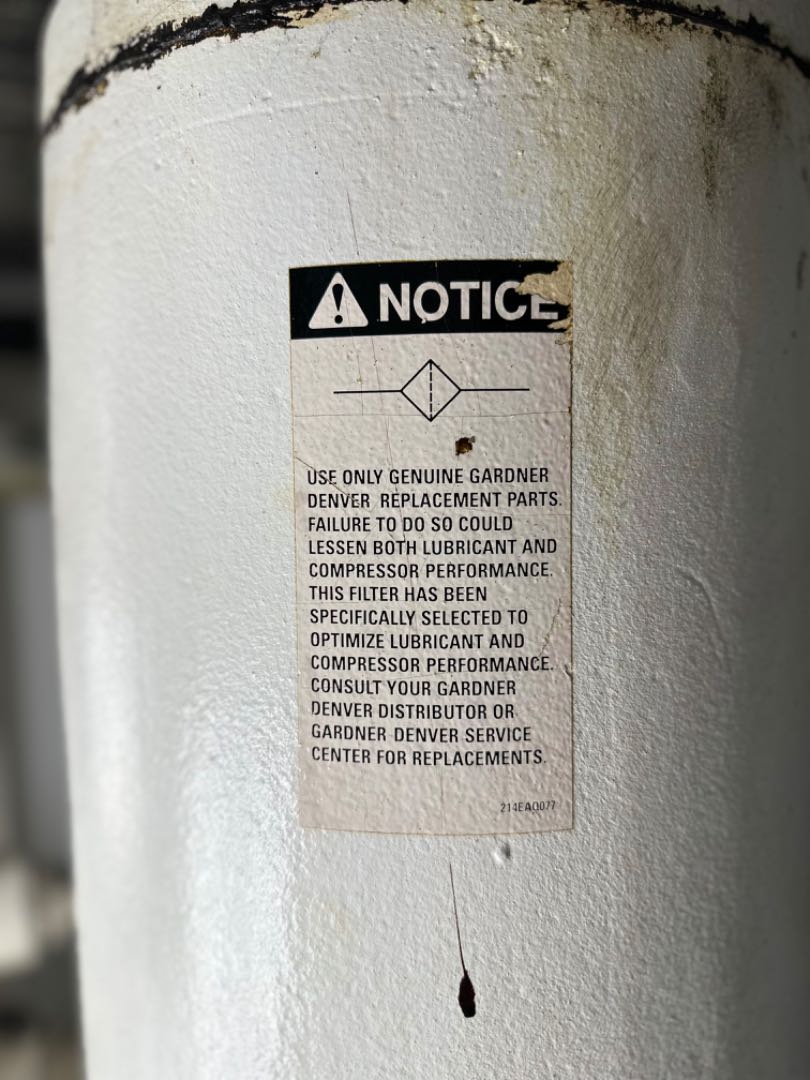 NOTICE
USE ONLY GENUINE GARDNER
DENVER REPLACEMENT PARTS.
FAILURE TO DO SO COULD
LESSEN BOTH LUBRICANT AND
COMPRESSOR PERFORMANCE.
THIS FILTER HAS BEEN
SPECIFICALLY SELECTED TO
OPTIMIZE LUBRICANT AND
COMPRESSOR PERFORMANCE.
CONSULT YOUR GARDNER
DENVER DISTRIBUTOR OR
GARDNER DENVER SERVICE
CENTER FOR REPLACEMENTS.
214EAQ077